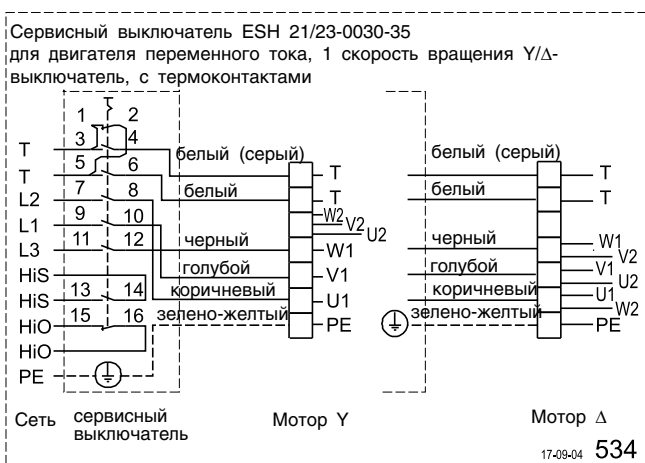 Сервисный выключатель ESH 21/23-0030-35
для двигателя переменного тока, 1 скорость вращения Y/Δ-
выключатель, с термоконтактами
1 2
T 3 4 белый (серый) T белый (серый) T
T 5 6 белый T белый T
L2 7 8 W2 V2 U2
L1 9 10
L3 11 12 черный W1 черный W1 V2
HiS голубой V1 голубой V1 U2
HiS 13 14 коричневый U1 коричневый U1 W2
HiO 15 16 зелено-желтый PE зелено-желтый PE
HiO
PE
Сеть сервисный Мотор Y Мотор Δ
выключатель
17-09-04 534